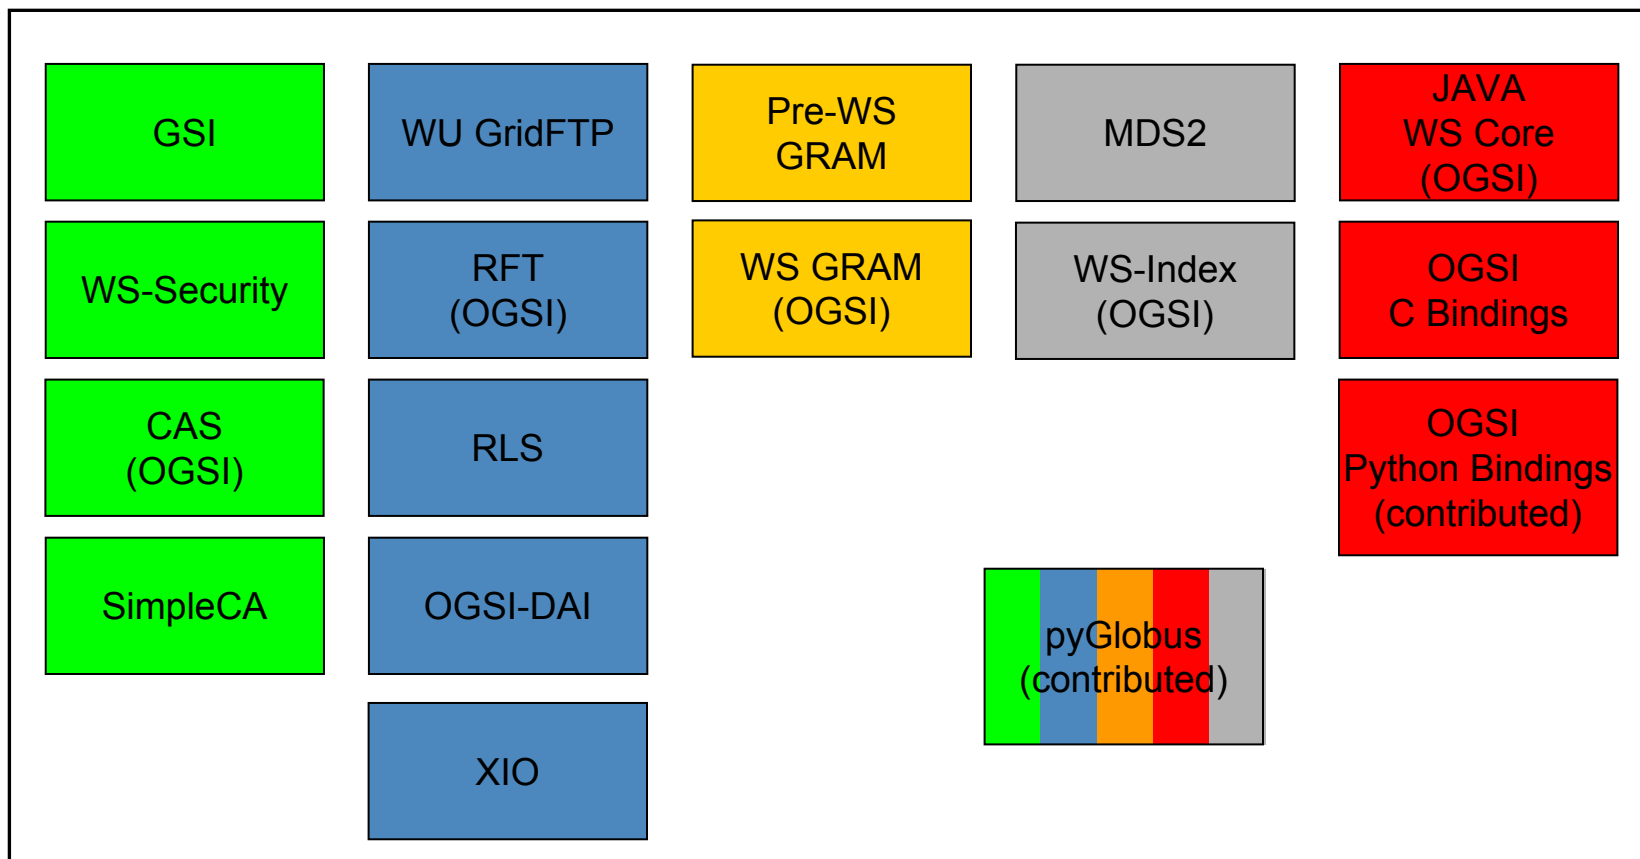 GSI
WS-Security
CAS
(OGSI)
SimpleCA
WU GridFTP
RFT
(OGSI)
RLS
OGSI-DAI
XIO
Pre-WS
GRAM
WS GRAM
(OGSI)
MDS2
WS-Index
(OGSI)
JAVA
WS Core
(OGSI)
OGSI
C Bindings
OGSI
Python Bindings
(contributed)
pyGlobus
(contributed)